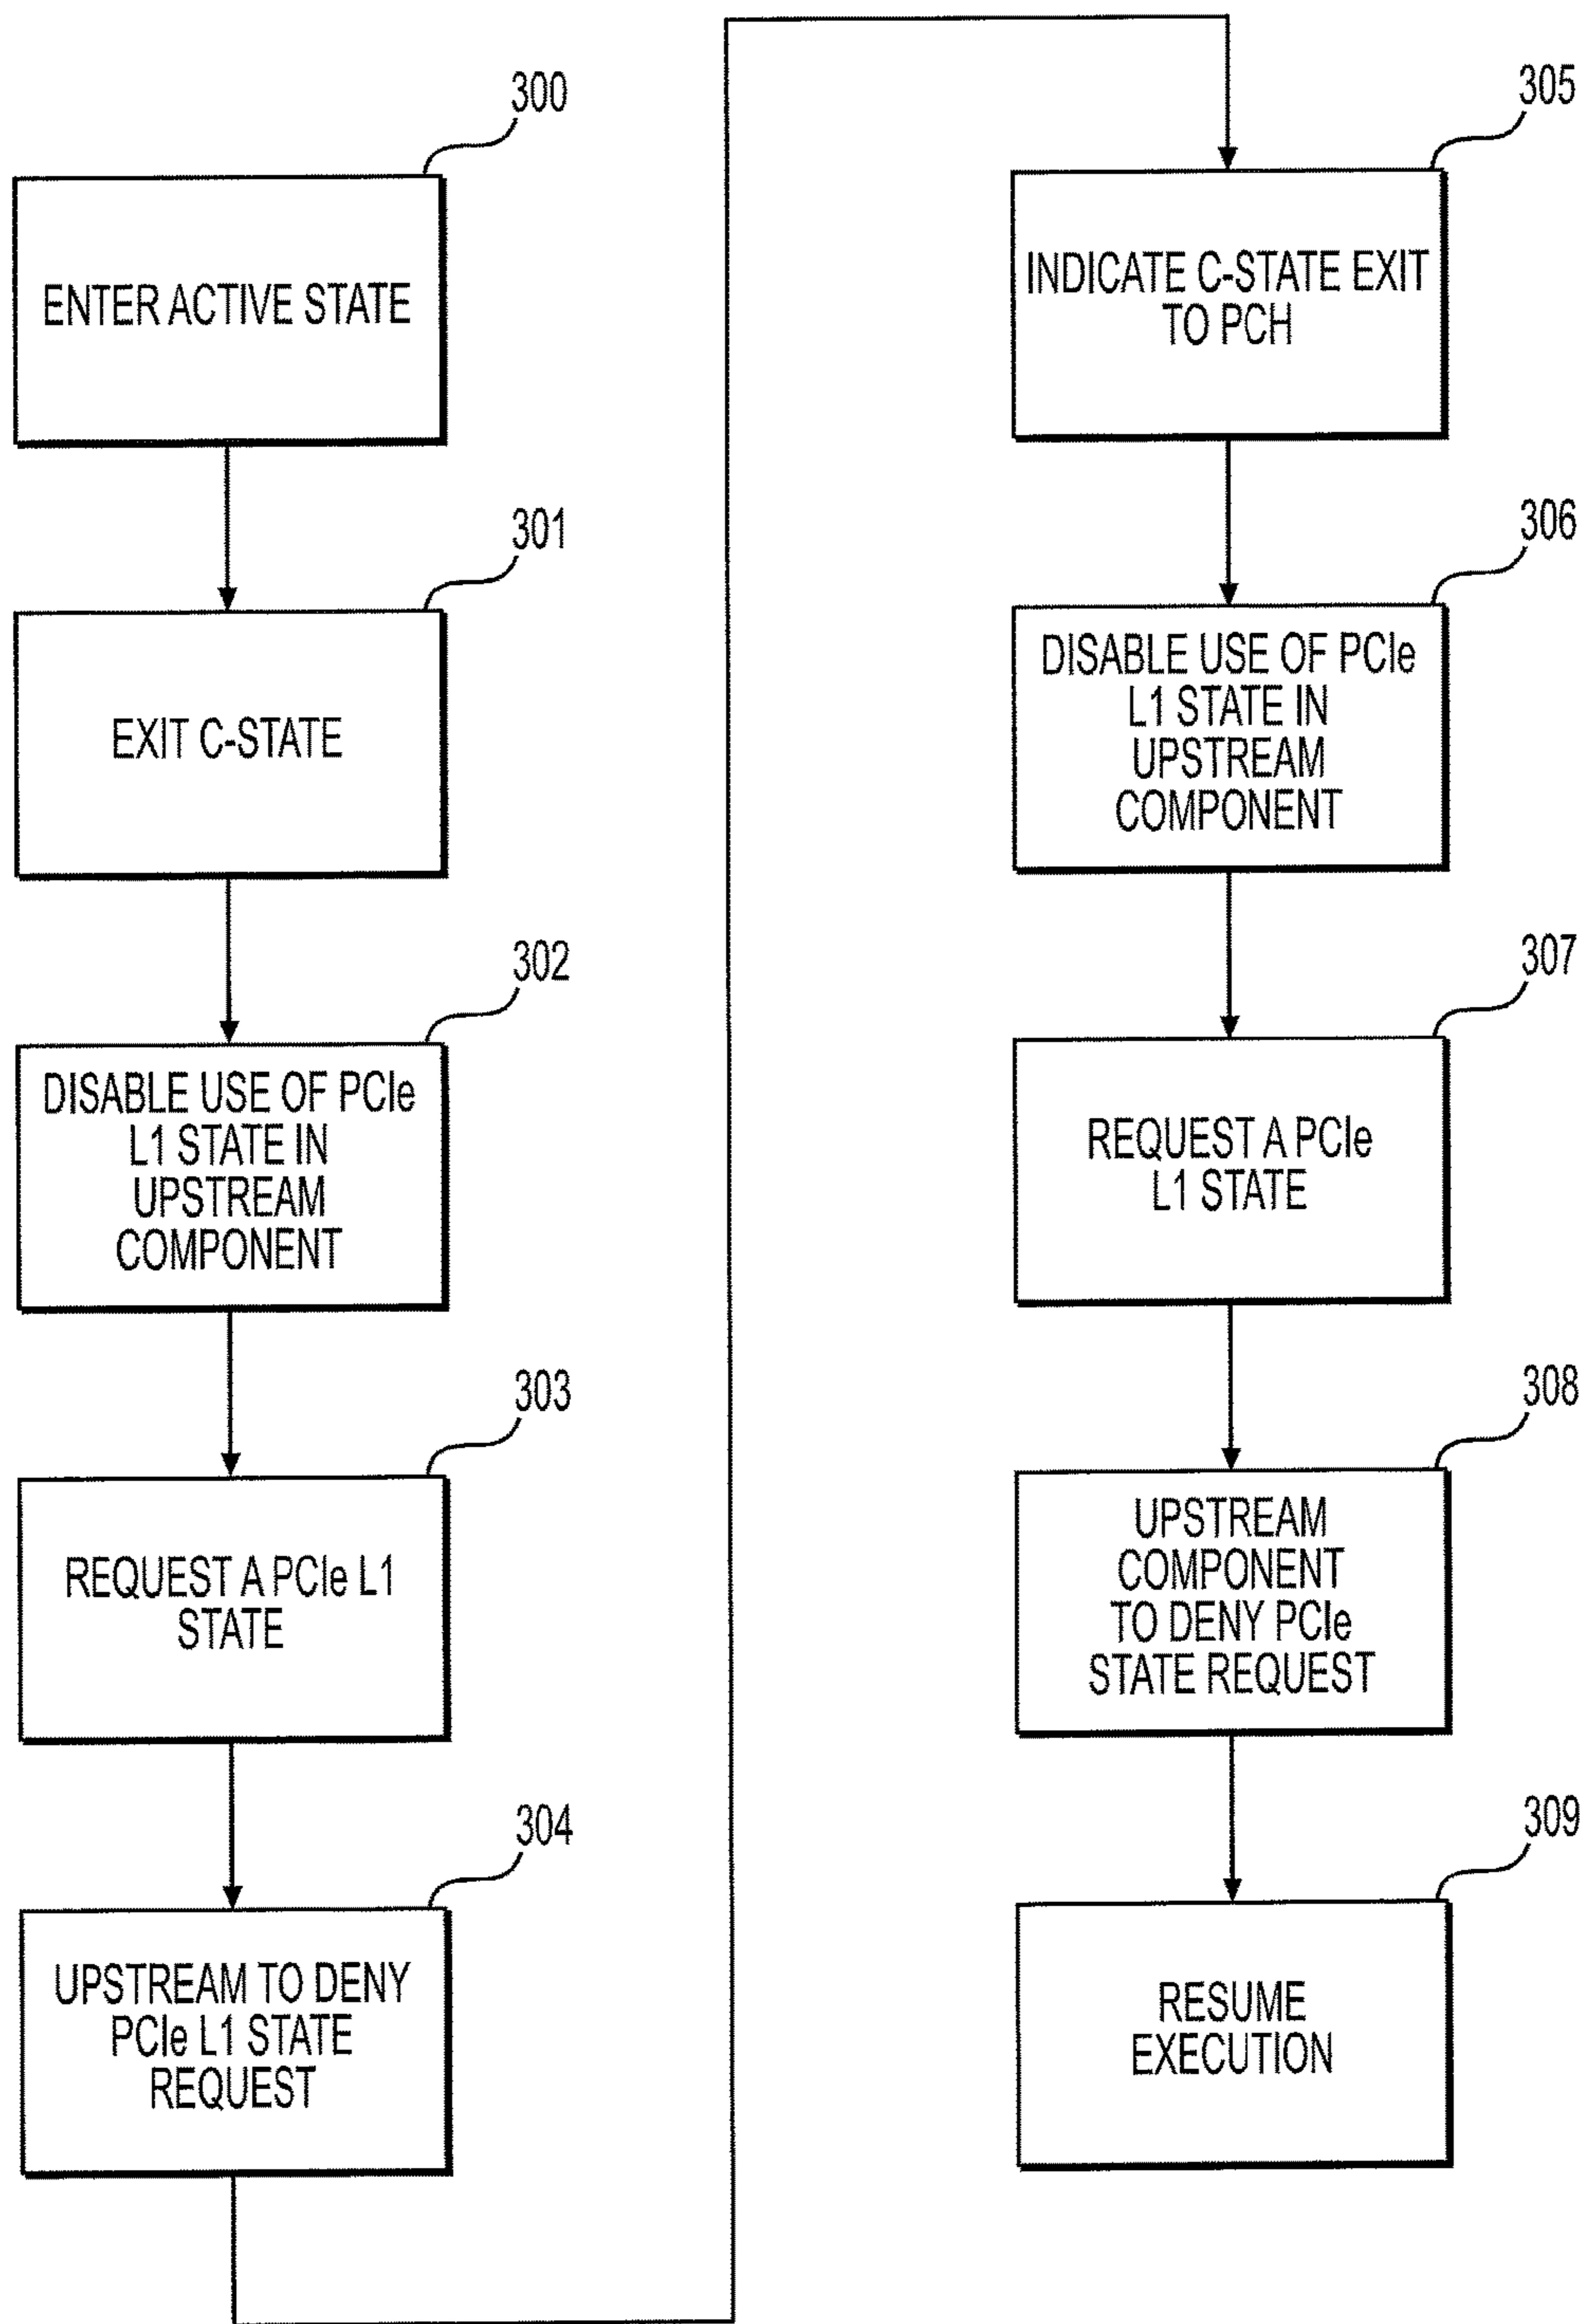 300
ENTER ACTIVE STATE
301
EXIT C-STATE
302
DISABLE USE OF PCIe
L1 STATE IN
UPSTREAM
COMPONENT
303
REQUEST A PCIe L1
STATE
304
UPSTREAM TO DENY
PCIe L1 STATE
REQUEST
305
INDICATE C-STATE EXIT
TO PCH
306
DISABLE USE OF PCIe
L1 STATE IN
UPSTREAM
COMPONENT
307
REQUEST A PCIe
L1 STATE
308
UPSTREAM
COMPONENT
TO DENY PCIe
STATE REQUEST
309
RESUME
EXECUTION